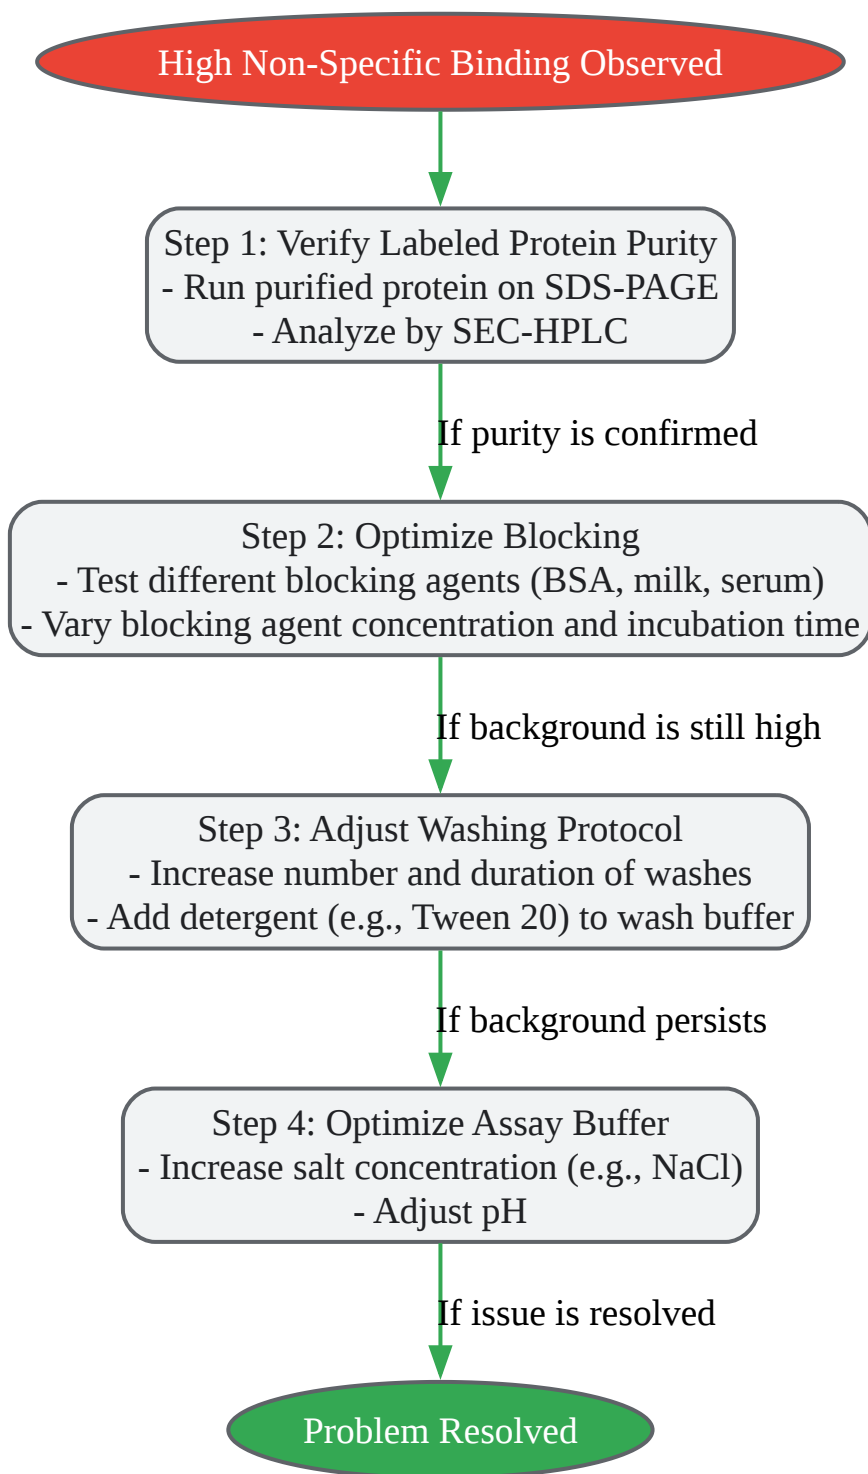 High Non-Specific Binding Observed
Step 1: Verify Labeled Protein Purity
- Run purified protein on SDS-PAGE
- Analyze by SEC-HPLC
If purity is confirmed
Step 2: Optimize Blocking
- Test different blocking agents (BSA, milk, serum)
- Vary blocking agent concentration and incubation time
If background is still high
Step 3: Adjust Washing Protocol
- Increase number and duration of washes
- Add detergent (e.g., Tween 20) to wash buffer
If background persists
Step 4: Optimize Assay Buffer
- Increase salt concentration (e.g., NaCl)
- Adjust pH
If issue is resolved
Problem Resolved